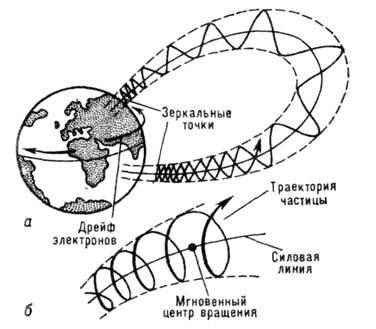 Зеркальные
точки
а
Дрейф
электронов
Траектория
частицы
Силовая
линия
б
Мгновенный
центр вращения